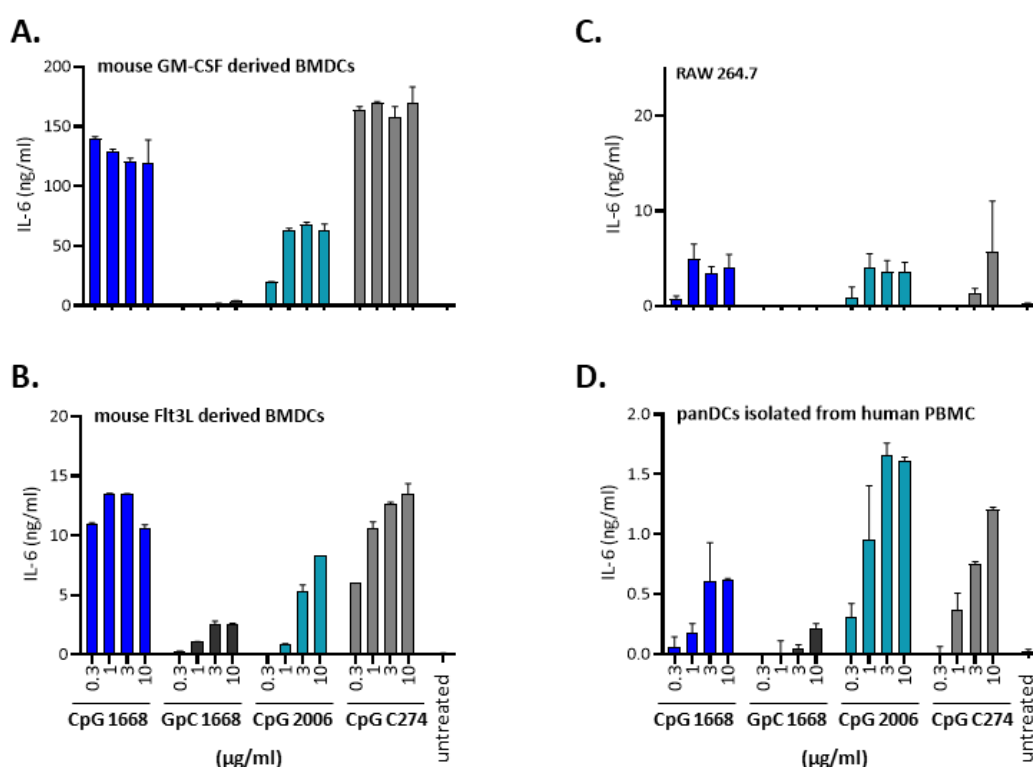 A.
mouse GM-CSF derived BMDCs
IL-6 (ng/ml)
200
150
100
50
0
C.
RAW 264.7
IL-6 (ng/ml)
20
10
0
B.
mouse Flt3L derived BMDCs
IL-6 (ng/ml)
20
15
10
5
0
0.3 1 3 10 0.3 1 3 10 0.3 1 3 10 0.3 1 3 10 untreated
CpG 1668 GpC 1668 CpG 2006 CpG C274
(μg/ml)
D.
panDCs isolated from human PBMC
IL-6 (ng/ml)
2.0
1.5
1.0
0.5
0.0
0.3 1 3 10 0.3 1 3 10 0.3 1 3 10 0.3 1 3 10 untreated
CpG 1668 GpC 1668 CpG 2006 CpG C274
(μg/ml)